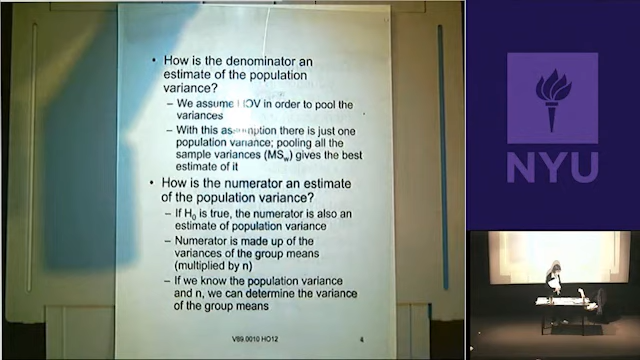 • How is the denominator an
estimate of the population
variance?
– We assume HOV in order to pool the
variances
– With this assumption there is just one
population variance; pooling all the
sample variances (MSw) gives the best
estimate of it
• How is the numerator an estimate
of the population variance?
– If H0 is true, the numerator is also an
estimate of population variance
– Numerator is made up of the
variances of the group means
(multiplied by n)
– If we know the population variance
and n, we can determine the variance
of the group means
V89.0010 HO12
NYU